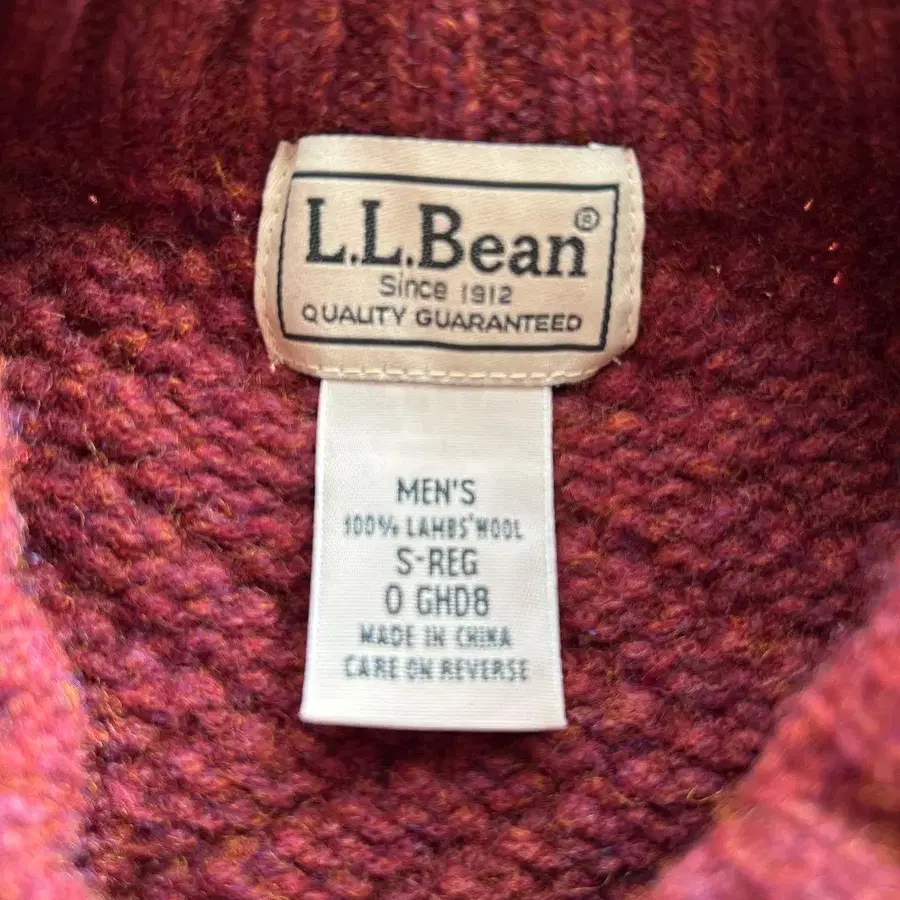 L.L.Bean®
Since 1912
QUALITY GUARANTEED
MEN'S
100% LAMBS' WOOL
S-REG
0 GHD8
MADE IN CHINA
CARE ON REVERSE